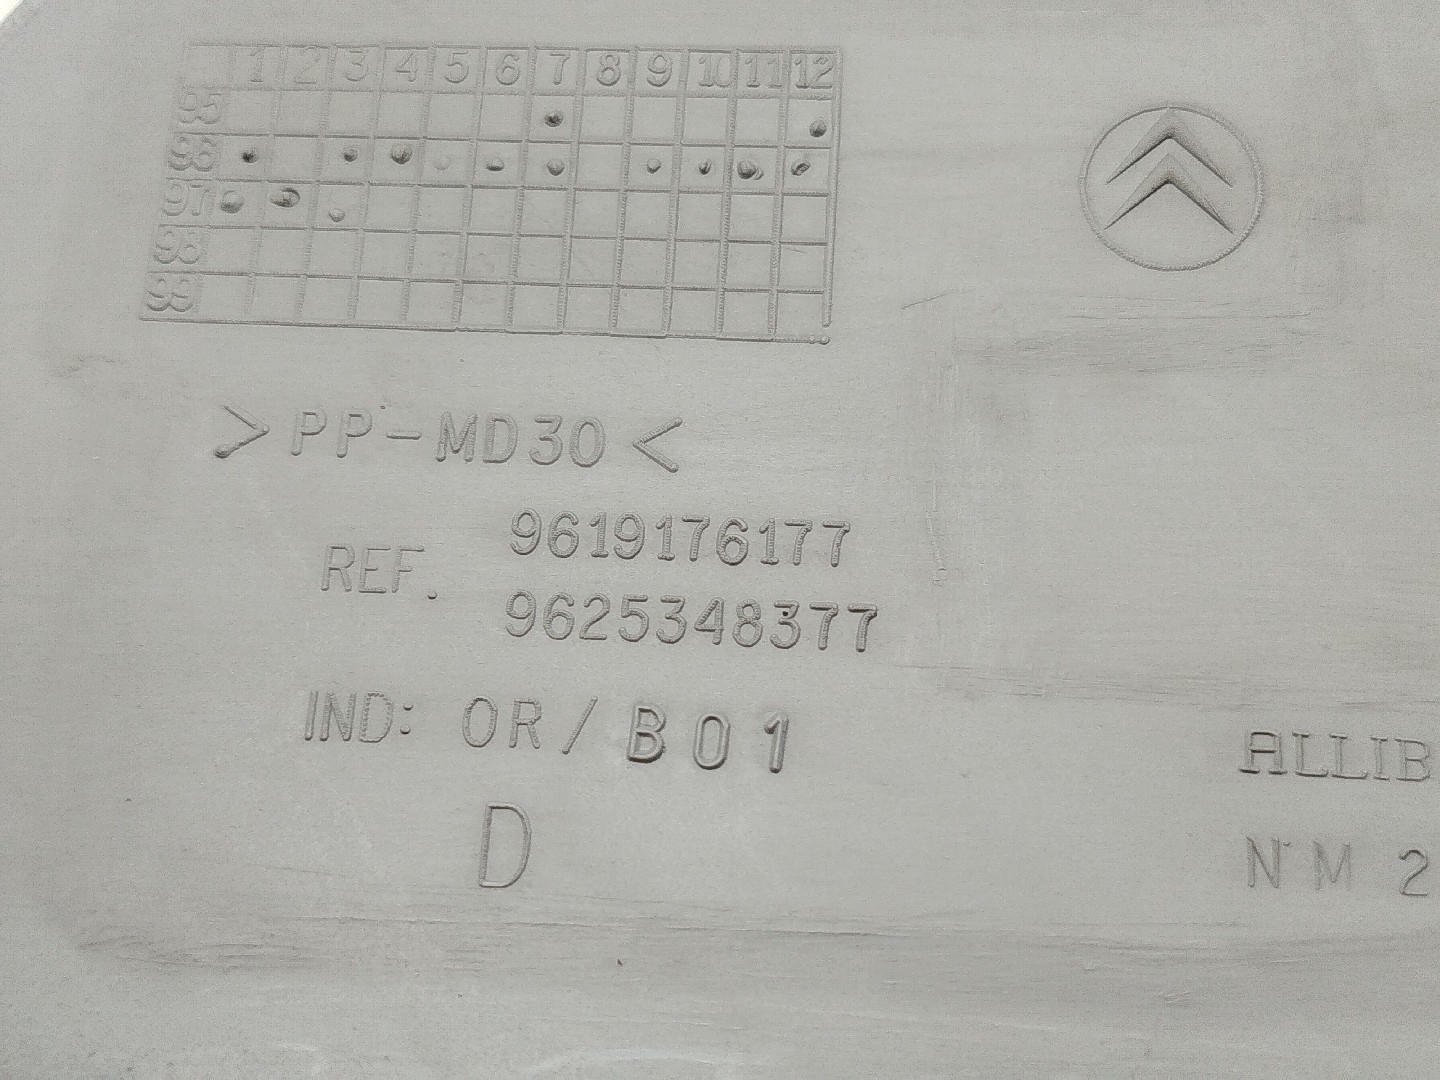 1 2 3 4 5 6 7 8 9 10 11 12
95
96
97
98
99
>PP-MD30<
REF. 9619176177
9625348377
IND: OR/B01
D
ALLIB
N·M 2